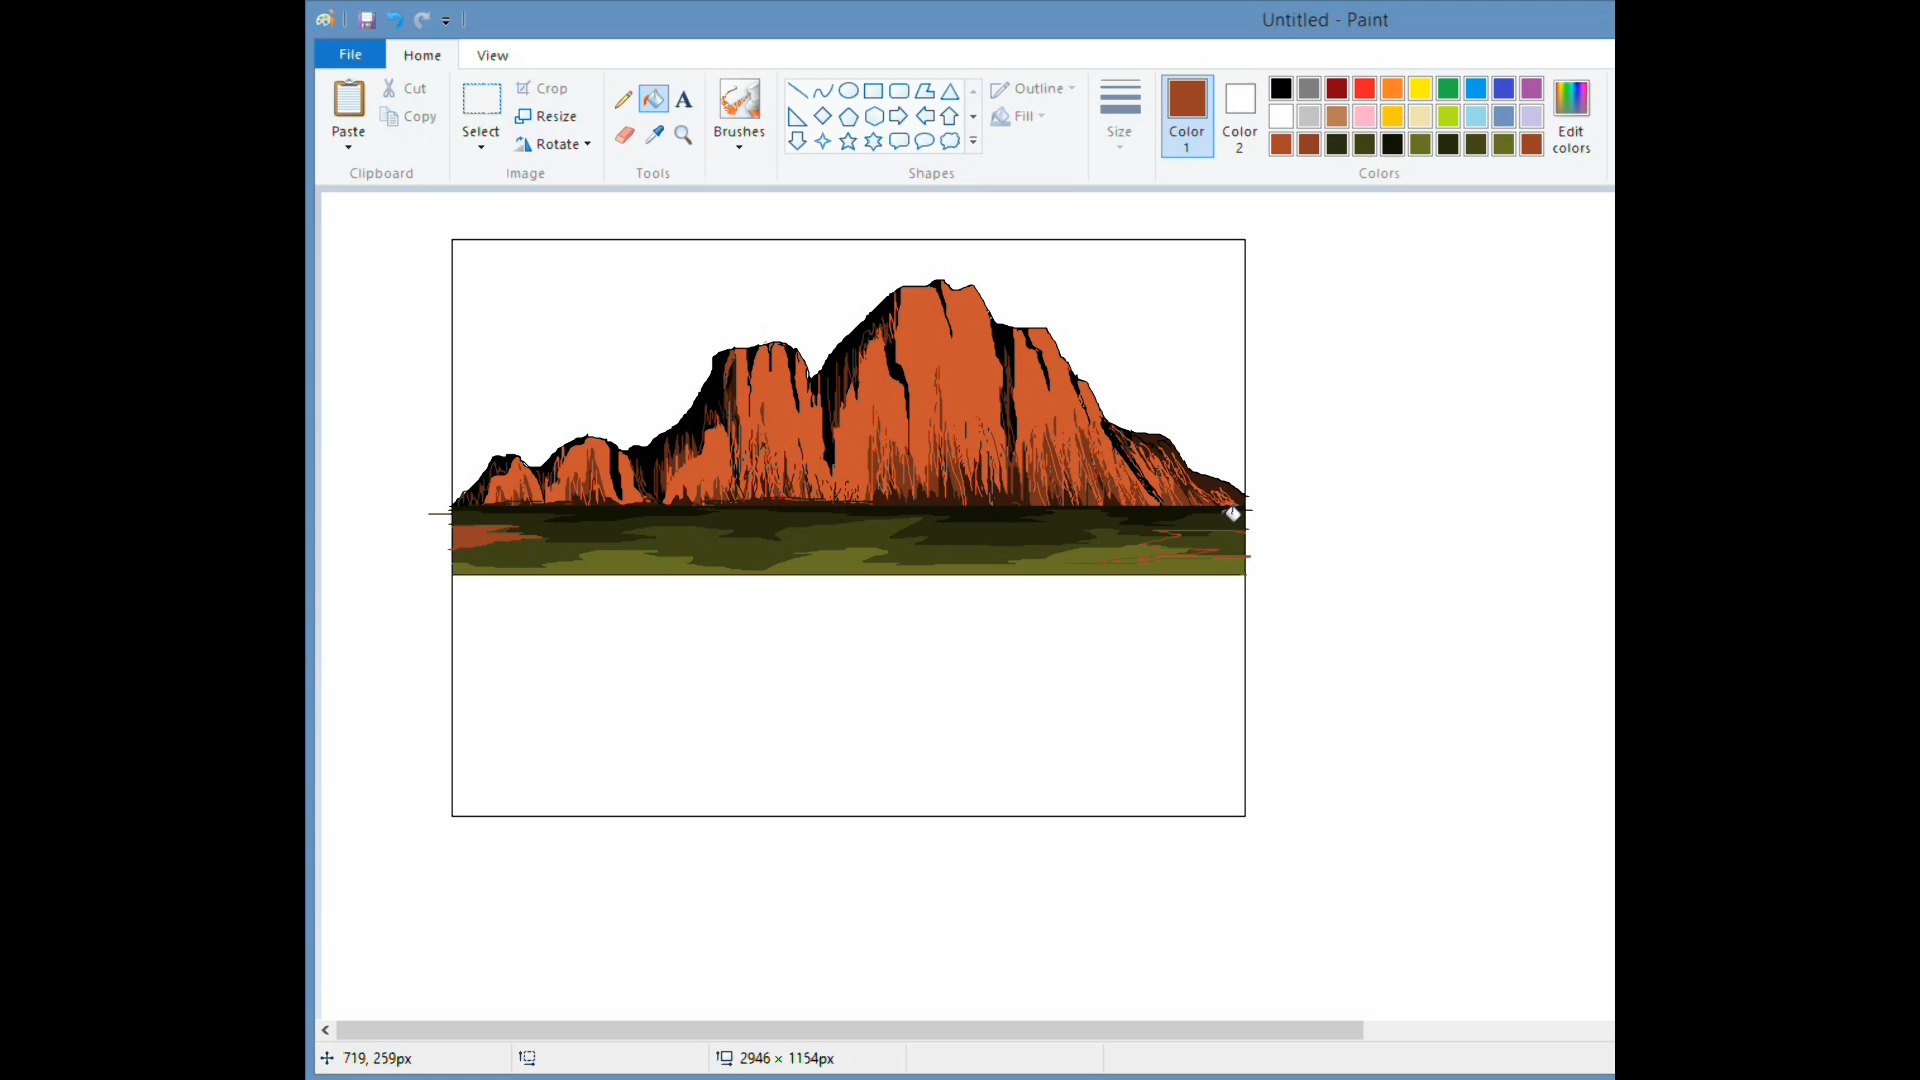 Untitled - Paint
File Home View
Paste
Cut
Copy
Clipboard
Select
Crop
Resize
Rotate
Image
A
Tools
Brushes
Shapes
Outline
Fill
Size
Color
1
Color
2
Edit
colors
Colors
719, 259px
2946 × 1154px